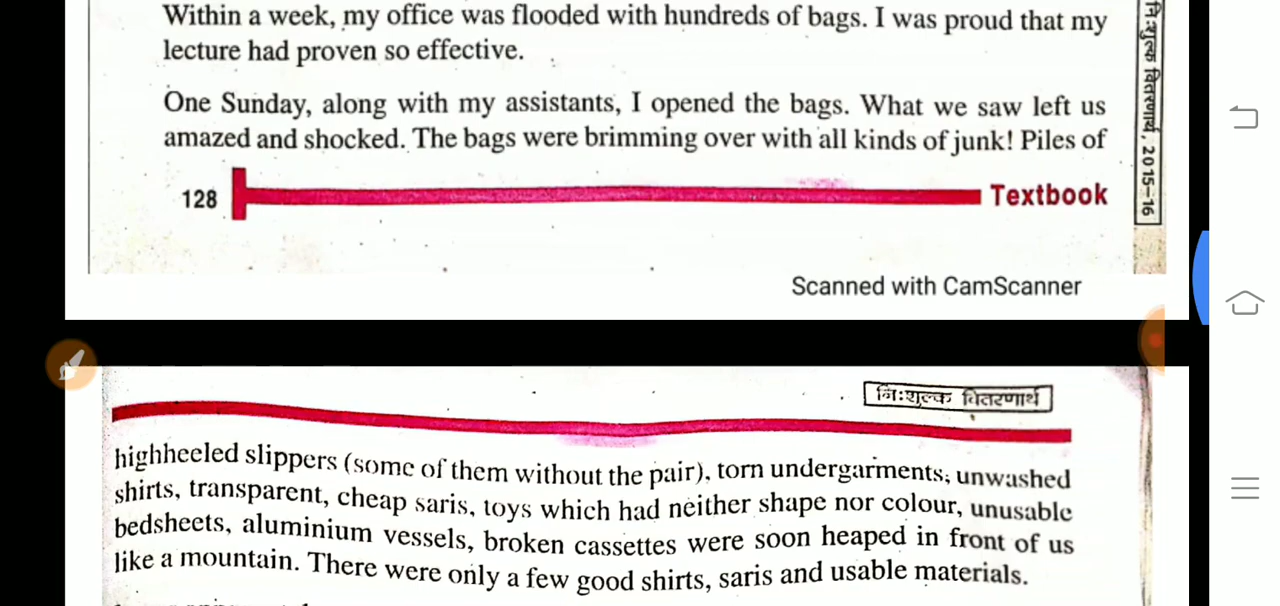 Within a week, my office was flooded with hundreds of bags. I was proud that my
lecture had proven so effective.
One Sunday, along with my assistants, I opened the bags. What we saw left us
amazed and shocked. The bags were brimming over with all kinds of junk! Piles of
128
Textbook
नि:शुल्क वितरणार्थ, 2015-16
Scanned with CamScanner
नि:शुल्क वितरणार्थ
highheeled slippers (some of them without the pair), torn undergarments, unwashed
shirts, transparent, cheap saris, toys which had neither shape nor colour, unusable
bedsheets, aluminium vessels, broken cassettes were soon heaped in front of us
like a mountain. There were only a few good shirts, saris and usable materials.